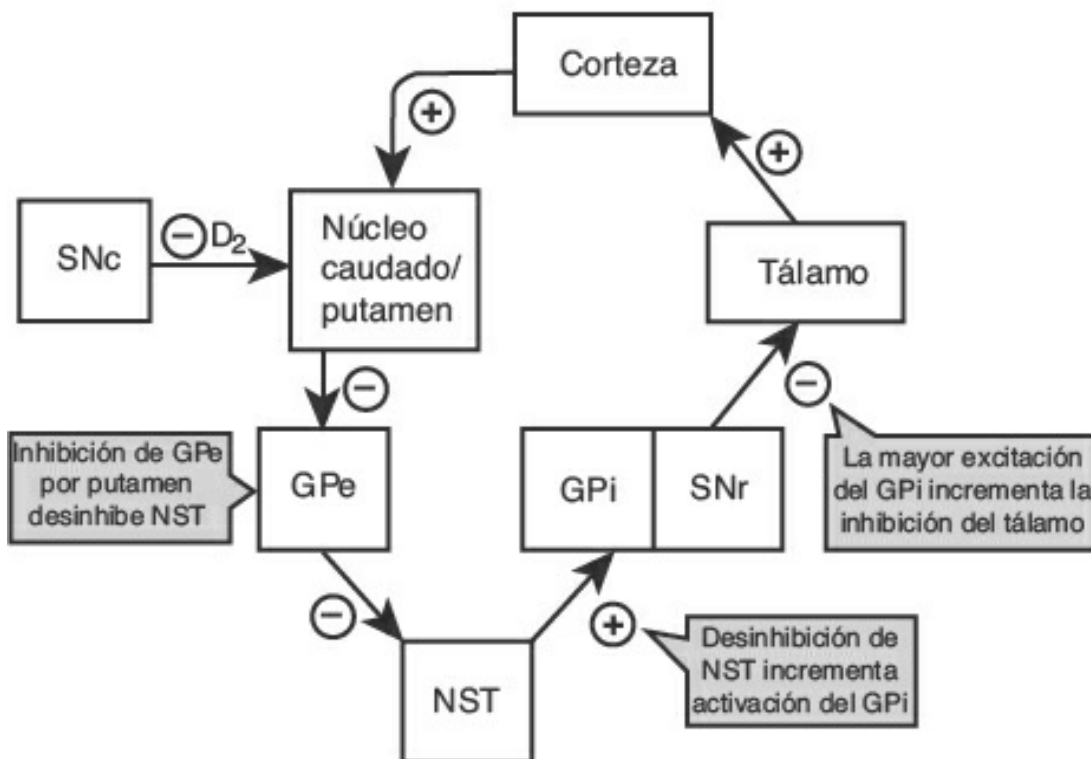 Corteza
+
SNc
− D₂
Núcleo
caudado/
putamen
+
Tálamo
−
Inhibición de GPe
por putamen
desinhibe NST
GPe
GPi
SNr
−
La mayor excitación
del GPi incrementa la
inhibición del tálamo
−
NST
+
Desinhibición de
NST incrementa
activación del GPi